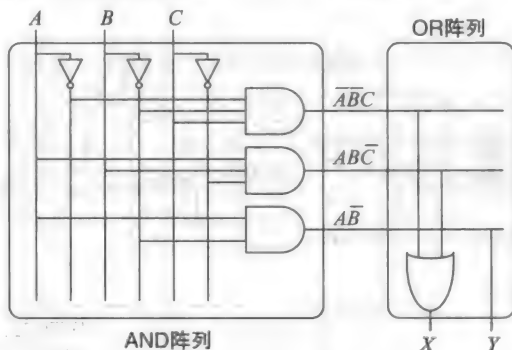 A B C
OR阵列
A̅B̅C
ABC̅
AB̅
AND阵列
X Y